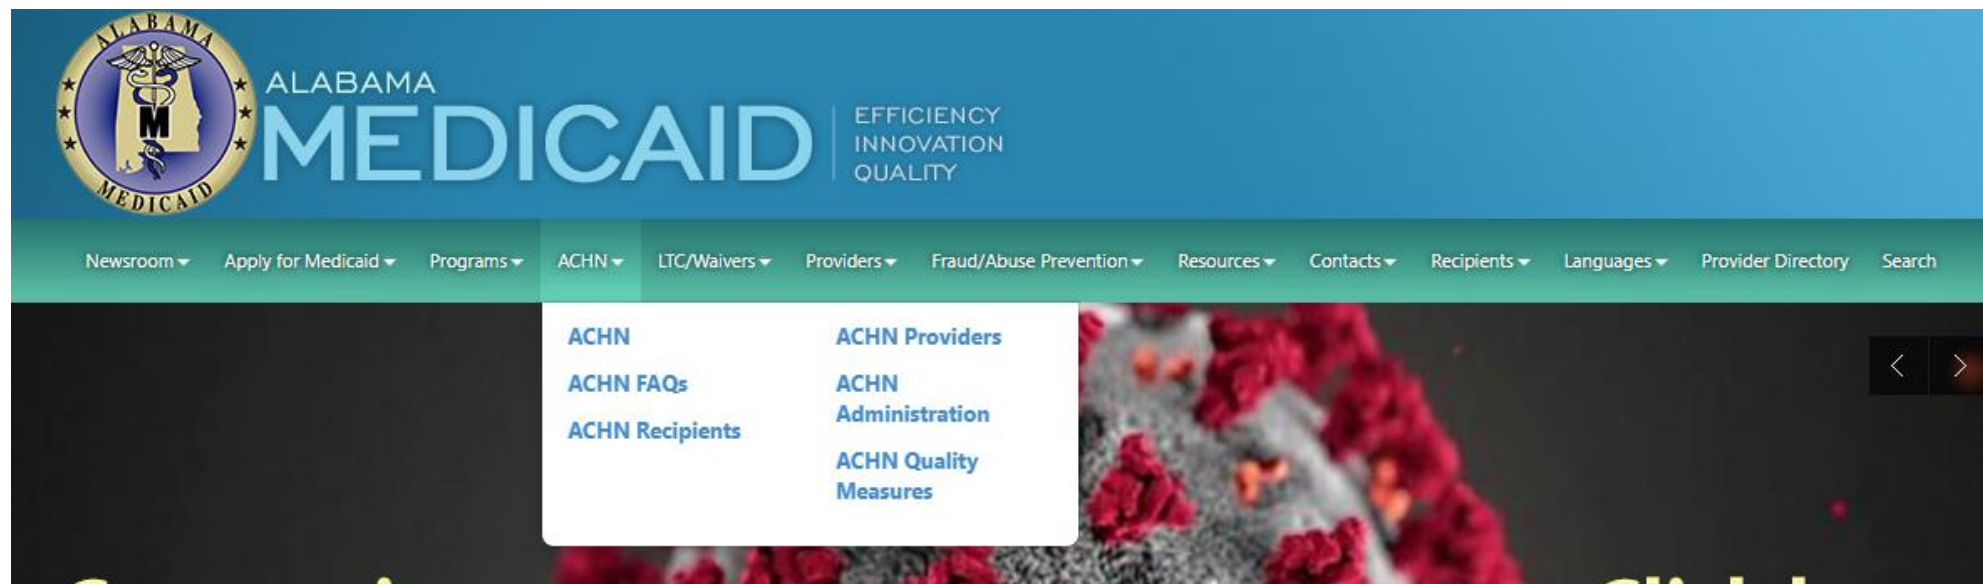 ALABAMA
MEDICAID
M
ALABAMA
MEDICAID
EFFICIENCY
INNOVATION
QUALITY
Newsroom Apply for Medicaid Programs ACHN LTC/Waivers Providers Fraud/Abuse Prevention Resources Contacts Recipients Languages Provider Directory Search
ACHN
ACHN FAQs
ACHN Recipients
ACHN Providers
ACHN
Administration
ACHN Quality
Measures